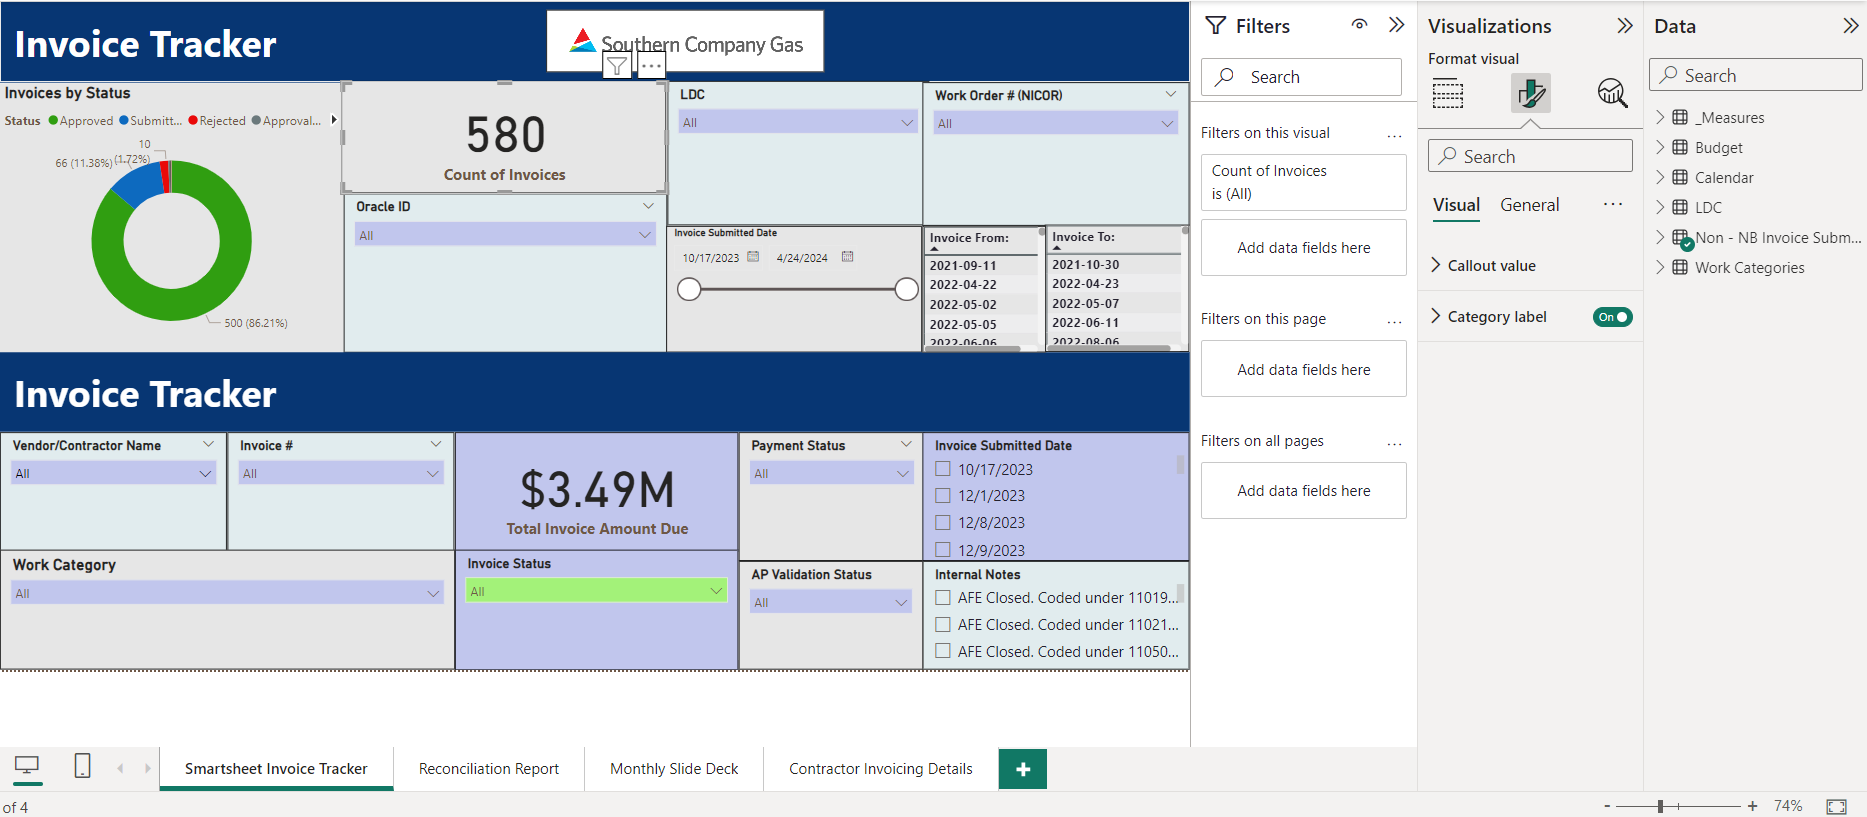 Invoice Tracker
Southern Company Gas
Invoices by Status
Status Approved Submitt... Rejected Approval...
10
(1.72%)
66 (11.38%)
500 (86.21%)
580
Count of Invoices
Oracle ID
All
LDC
All
Work Order # (NICOR)
All
Invoice Submitted Date
10/17/2023 4/24/2024
Invoice From:
2021-09-11
2022-04-22
2022-05-02
2022-05-05
2022-06-06
Invoice To:
2021-10-30
2022-04-23
2022-05-07
2022-06-11
2022-08-06
Invoice Tracker
Vendor/Contractor Name
All
Invoice #
All
$3.49M
Total Invoice Amount Due
Payment Status
All
Invoice Submitted Date
10/17/2023
12/1/2023
12/8/2023
12/9/2023
Work Category
All
Invoice Status
All
AP Validation Status
All
Internal Notes
AFE Closed. Coded under 11019...
AFE Closed. Coded under 11021...
AFE Closed. Coded under 11050...
Filters
Search
Filters on this visual ...
Count of Invoices
is (All)
Add data fields here
Filters on this page ...
Add data fields here
Filters on all pages ...
Add data fields here
Visualizations
Format visual
Search
Visual General ...
Callout value
Category label On
Data
Search
_Measures
Budget
Calendar
LDC
Non - NB Invoice Subm...
Work Categories
Smartsheet Invoice Tracker Reconciliation Report Monthly Slide Deck Contractor Invoicing Details +
of 4
- + 74%